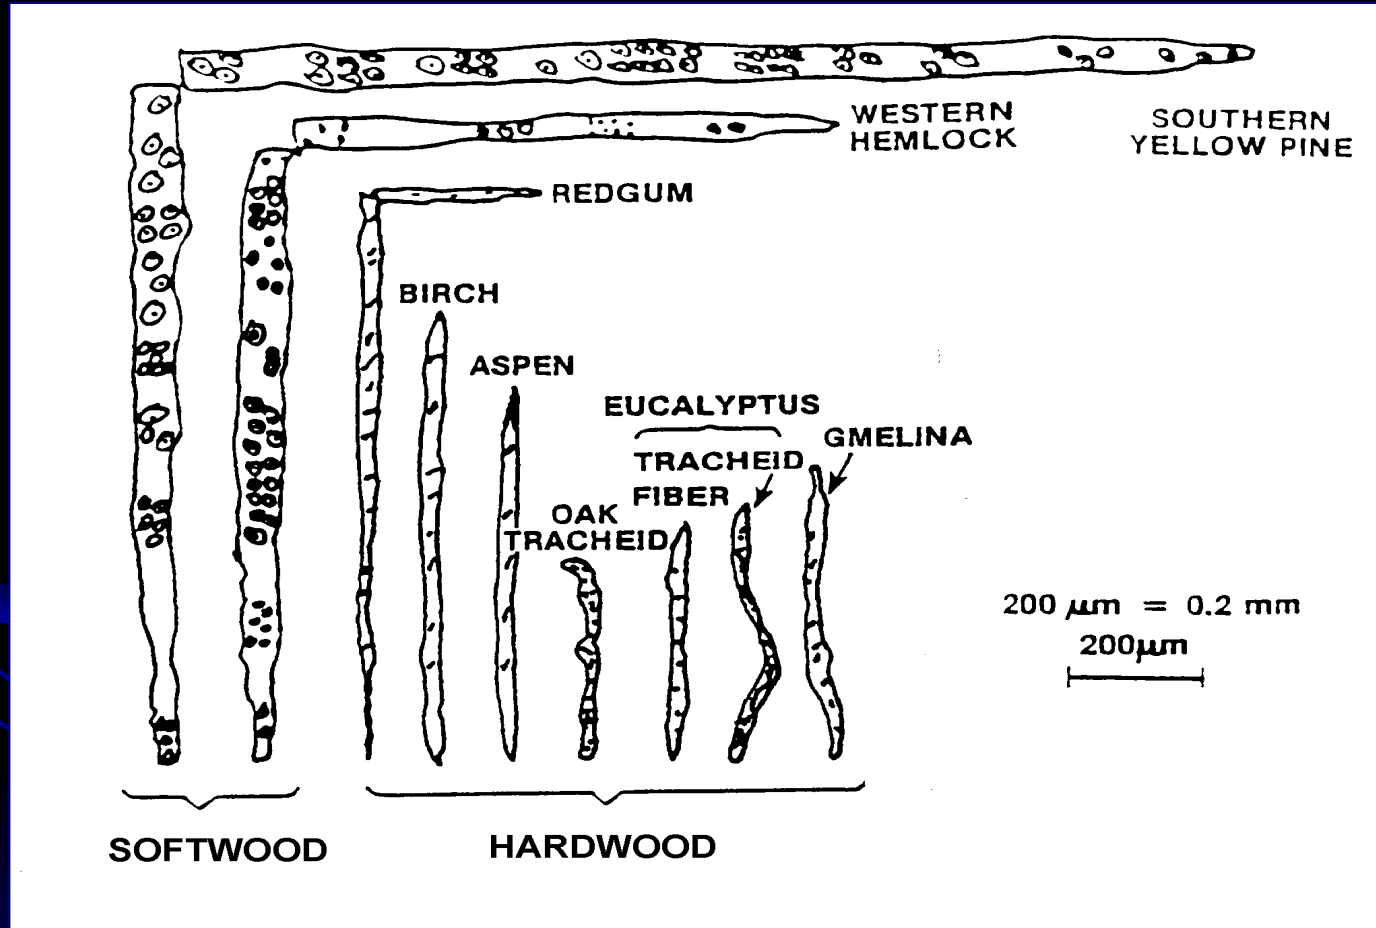 WESTERN
HEMLOCK
SOUTHERN
YELLOW PINE
REDGUM
BIRCH
ASPEN
EUCALYPTUS
GMELINA
TRACHEID
FIBER
OAK
TRACHEID
200 μm = 0.2 mm
200μm
SOFTWOOD
HARDWOOD